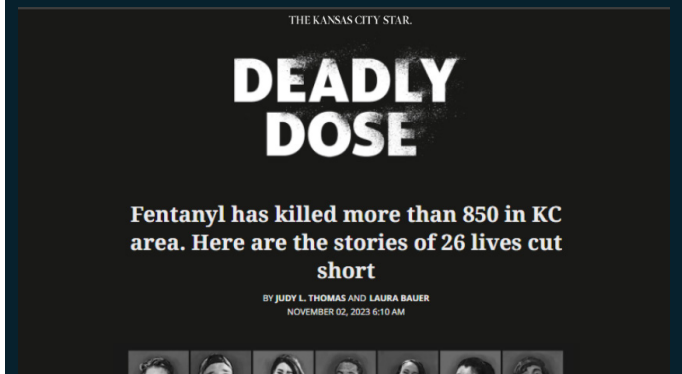 THE KANSAS CITY STAR.
DEADLY
DOSE
Fentanyl has killed more than 850 in KC
area. Here are the stories of 26 lives cut
short
BY JUDY L. THOMAS AND LAURA BAUER
NOVEMBER 02, 2023 6:10 AM